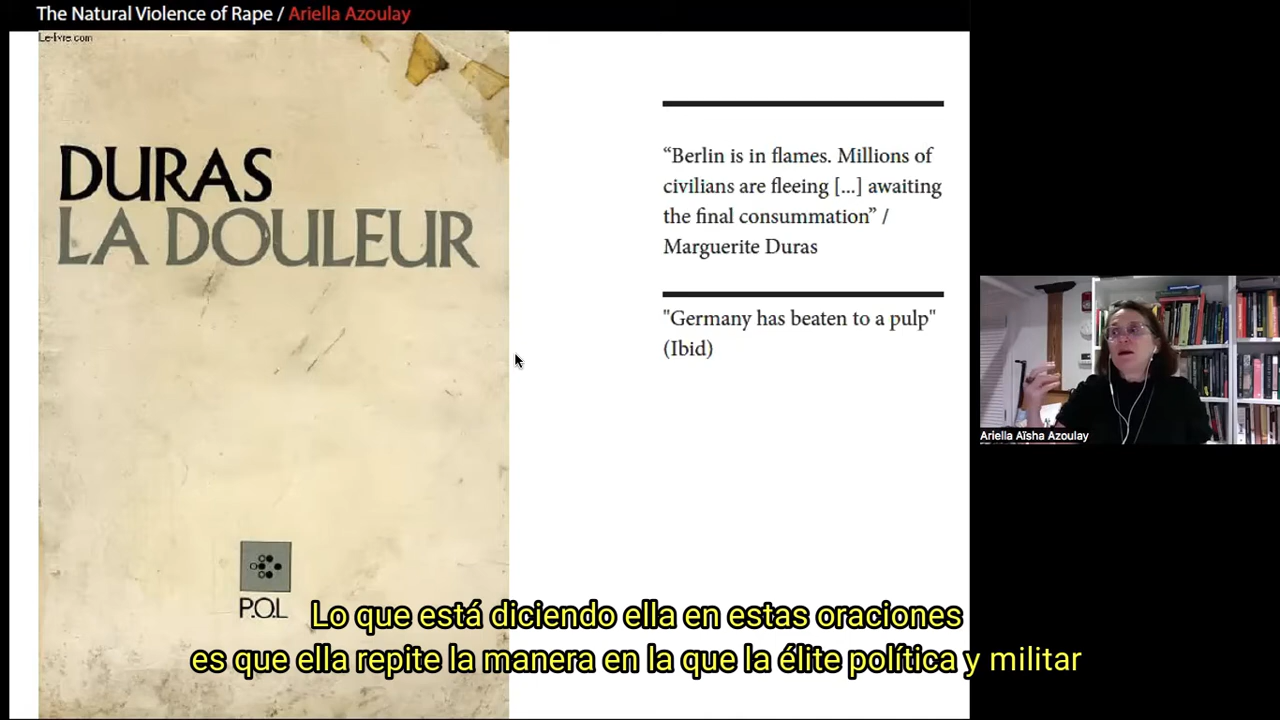 The Natural Violence of Rape / Ariella Azoulay
Le-livre.com
DURAS
LA DOULEUR
P.O.L
“Berlin is in flames. Millions of
civilians are fleeing [...] awaiting
the final consummation” /
Marguerite Duras
"Germany has beaten to a pulp"
(Ibid)
Ariella Aïsha Azoulay
Lo que está diciendo ella en estas oraciones
es que ella repite la manera en la que la élite política y militar